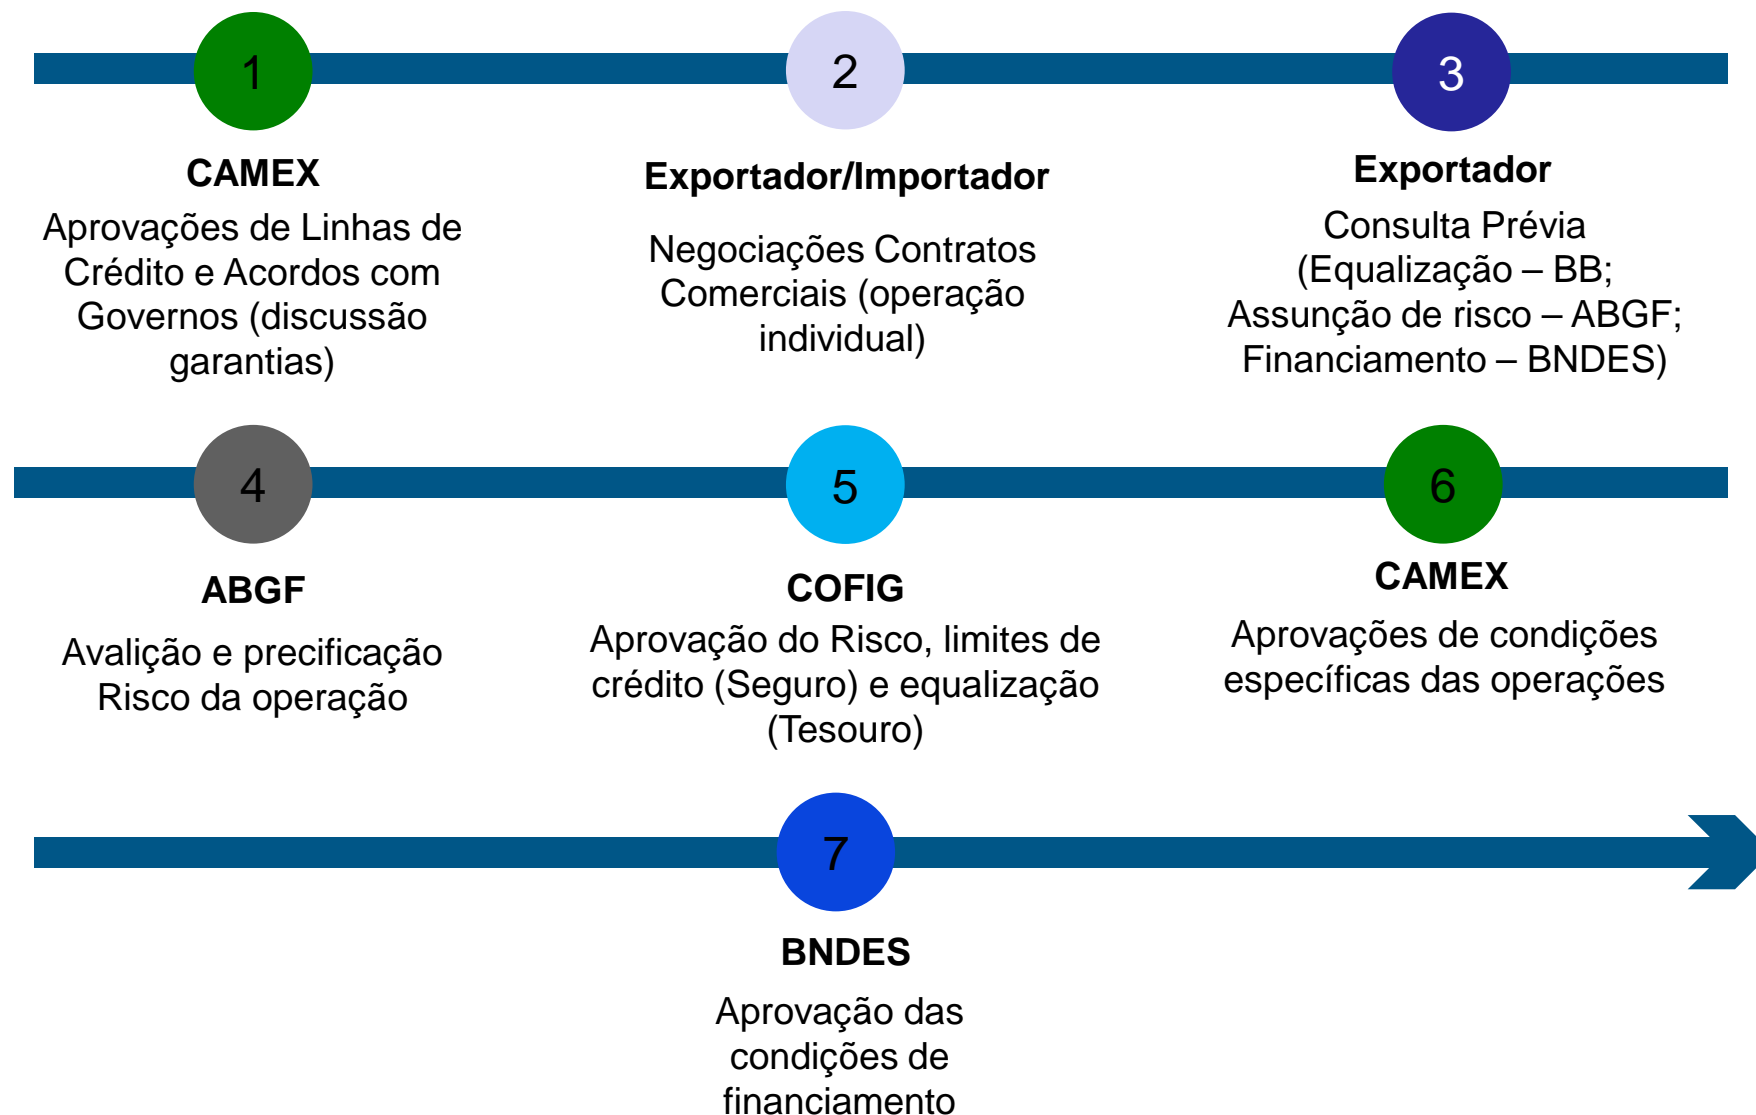 1
CAMEX
Aprovações de Linhas de
Crédito e Acordos com
Governos (discussão
garantias)
2
Exportador/Importador
Negociações Contratos
Comerciais (operação
individual)
3
Exportador
Consulta Prévia
(Equalização – BB;
Assunção de risco – ABGF;
Financiamento – BNDES)
4
ABGF
Avalição e precificação
Risco da operação
5
COFIG
Aprovação do Risco, limites de
crédito (Seguro) e equalização
(Tesouro)
6
CAMEX
Aprovações de condições
específicas das operações
7
BNDES
Aprovação das
condições de
financiamento